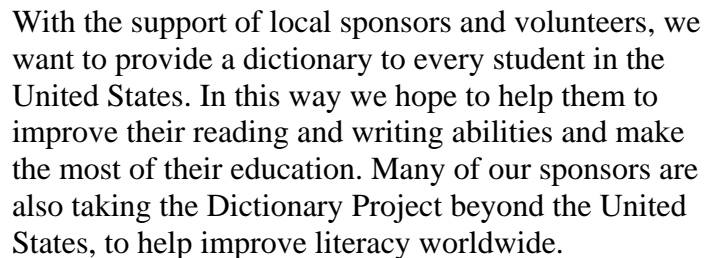 With the support of local sponsors and volunteers, we
want to provide a dictionary to every student in the
United States. In this way we hope to help them to
improve their reading and writing abilities and make
the most of their education. Many of our sponsors are
also taking the Dictionary Project beyond the United
States, to help improve literacy worldwide.